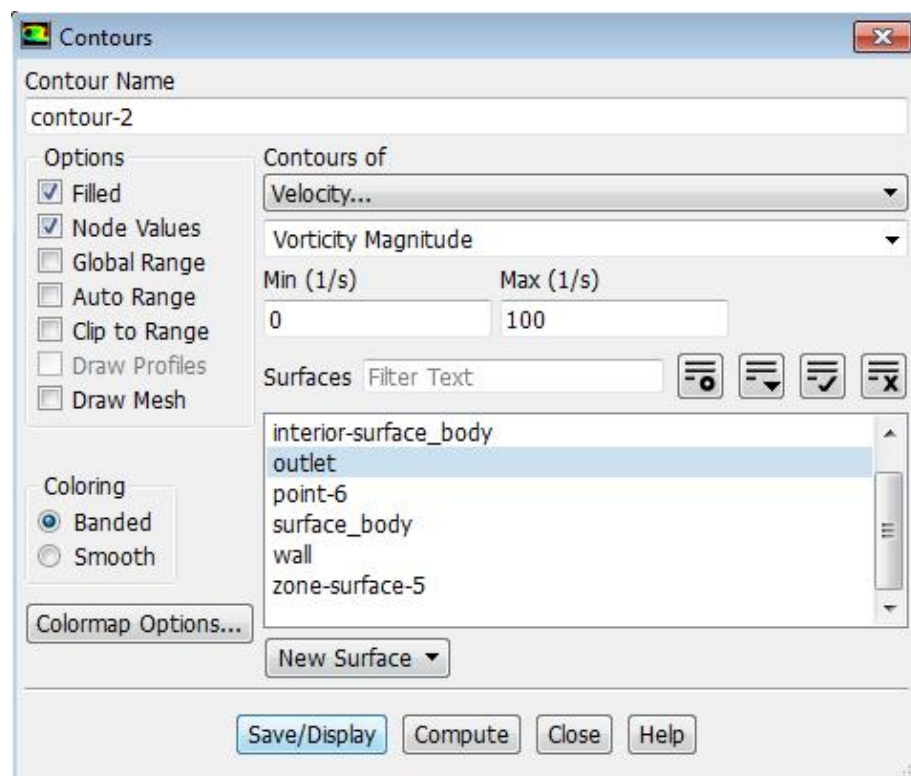 Contours
Contour Name
contour-2
Options
Filled
Node Values
Global Range
Auto Range
Clip to Range
Draw Profiles
Draw Mesh
Coloring
Banded
Smooth
Colormap Options...
Contours of
Velocity...
Vorticity Magnitude
Min (1/s) Max (1/s)
0 100
Surfaces Filter Text
interior-surface_body
outlet
point-6
surface_body
wall
zone-surface-5
New Surface
Save/Display Compute Close Help